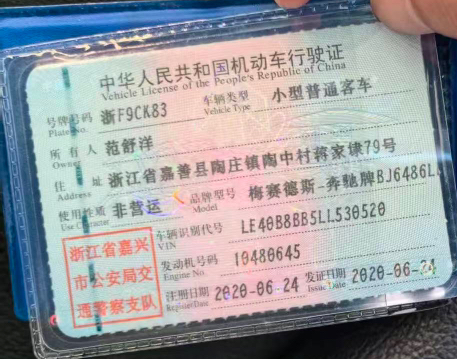 中华人民共和国机动车行驶证
Vehicle License of the People's Republic of China
号牌号码 浙F9CK83 车辆类型 小型普通客车
Plate No. Vehicle Type
所有人 范舒洋
Owner
住址 浙江省嘉善县陶庄镇陶中村蒋家埭79号
Address
使用性质 非营运 品牌型号 梅赛德斯-奔驰牌BJ6486L
Use Character Model
车辆识别代号 LE40B8BB5LL530520
VIN
发动机号码 10480645
Engine No.
注册日期 2020-06-24 发证日期 2020-06-24
Register Date Issue Date
浙江省嘉兴
市公安局交
通警察支队